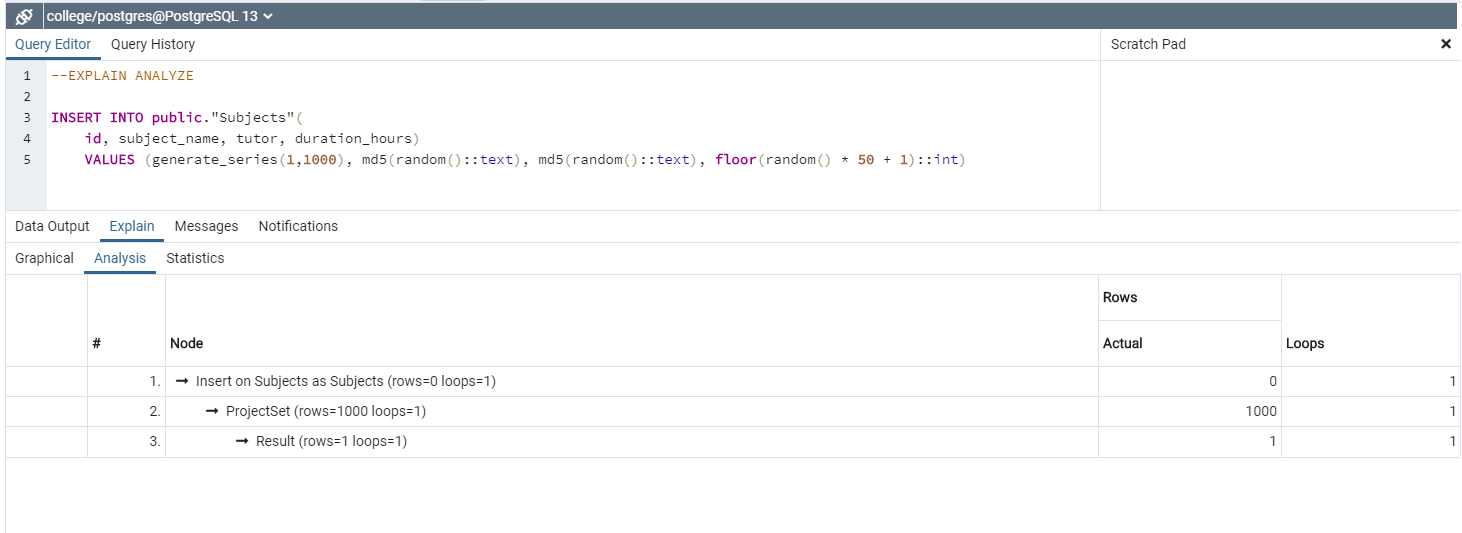 college/postgres@PostgreSQL 13
Query Editor Query History
Scratch Pad
1 --EXPLAIN ANALYZE
2
3 INSERT INTO public."Subjects"(
4 id, subject_name, tutor, duration_hours)
5 VALUES (generate_series(1,1000), md5(random()::text), md5(random()::text), floor(random() * 50 + 1)::int)
Data Output Explain Messages Notifications
Graphical Analysis Statistics
Rows
# Node Actual Loops
1. Insert on Subjects as Subjects (rows=0 loops=1) 0 1
2. ProjectSet (rows=1000 loops=1) 1000 1
3. Result (rows=1 loops=1) 1 1